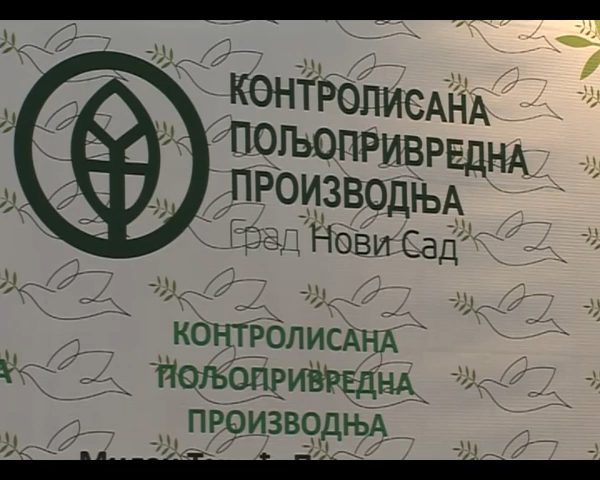 КОНТРОЛИСАНА
ПОЉОПРИВРЕДНА
ПРОИЗВОДЊА
Град Нови Сад
КОНТРОЛИСАНА
ПОЉОПРИВРЕДНА
ПРОИЗВОДЊА